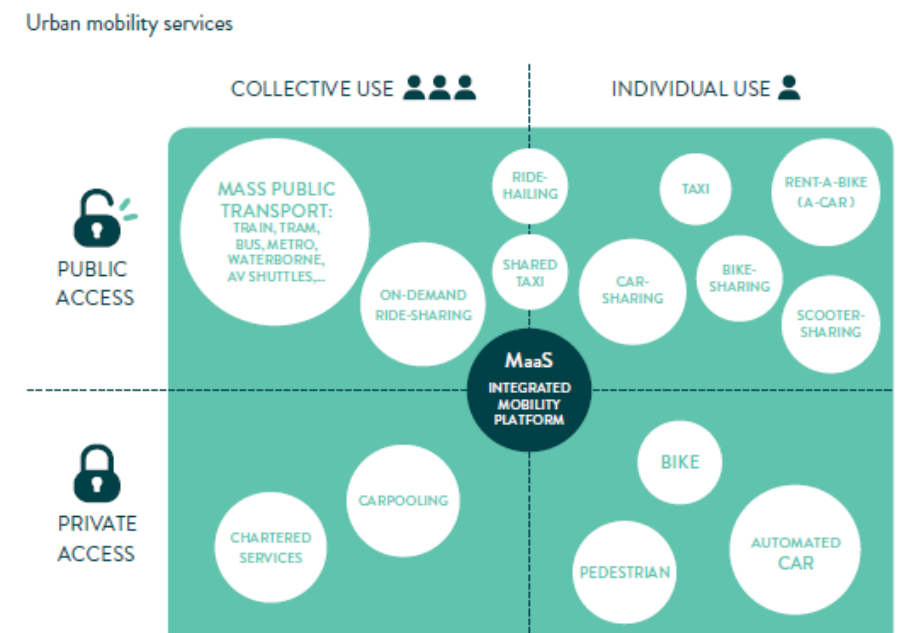 Urban mobility services
COLLECTIVE USE
INDIVIDUAL USE
PUBLIC
ACCESS
MASS PUBLIC
TRANSPORT:
TRAIN, TRAM,
BUS, METRO,
WATERBORNE,
AV SHUTTLES,...
ON-DEMAND
RIDE-SHARING
RIDE-
HAILING
SHARED
TAXI
TAXI
RENT-A-BIKE
(A-CAR)
CAR-
SHARING
BIKE-
SHARING
SCOOTER-
SHARING
MaaS
INTEGRATED
MOBILITY
PLATFORM
PRIVATE
ACCESS
CHARTERED
SERVICES
CARPOOLING
BIKE
PEDESTRIAN
AUTOMATED
CAR